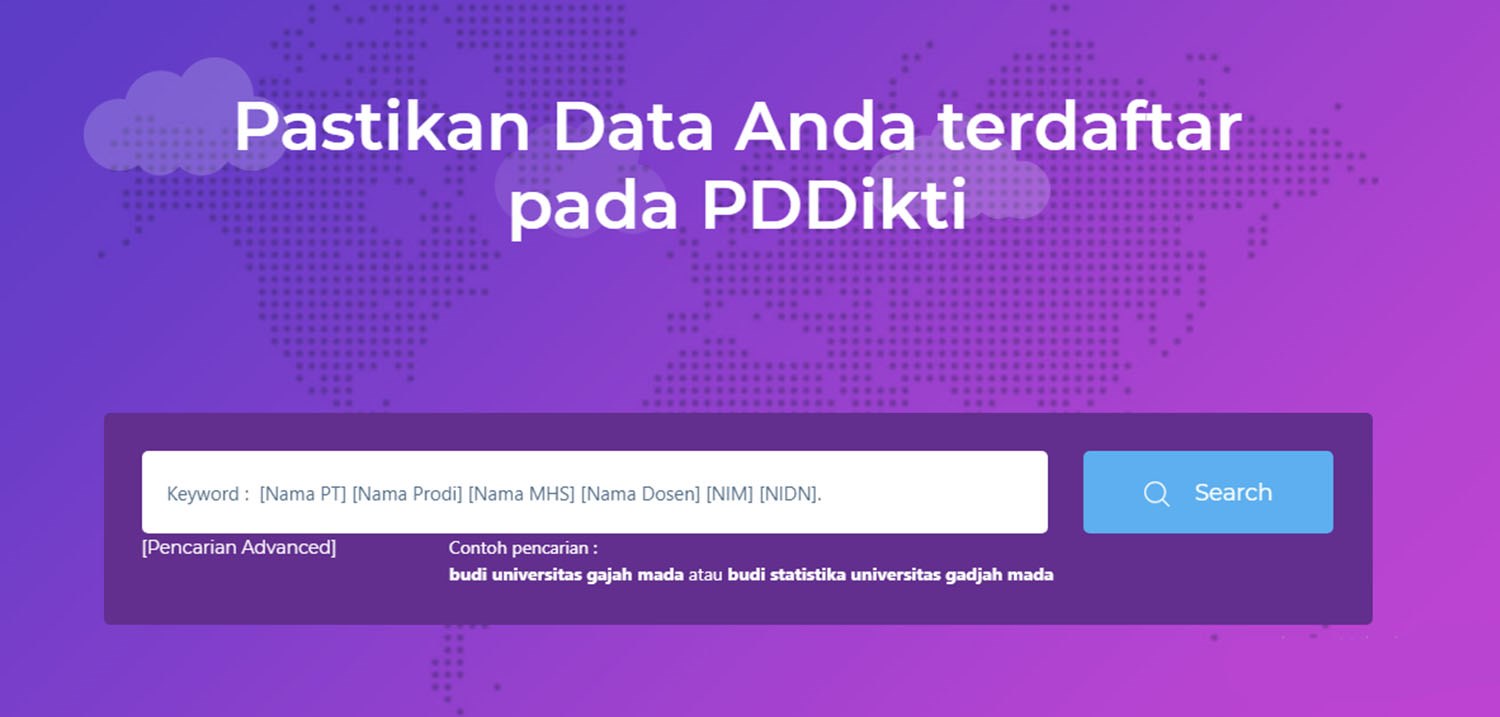 Pastikan Data Anda terdaftar
pada PDDikti
Keyword : [Nama PT] [Nama Prodi] [Nama MHS] [Nama Dosen] [NIM] [NIDN].
Search
[Pencarian Advanced]
Contoh pencarian :
budi universitas gajah mada atau budi statistika universitas gadjah mada